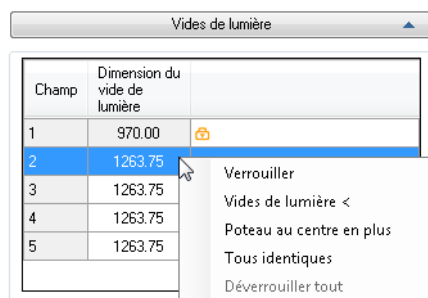 Vides de lumière
Champ
Dimension du
vide de
lumière
1 970.00
2 1263.75
3 1263.75
4 1263.75
5 1263.75
Verrouiller
Vides de lumière <
Poteau au centre en plus
Tous identiques
Déverrouiller tout